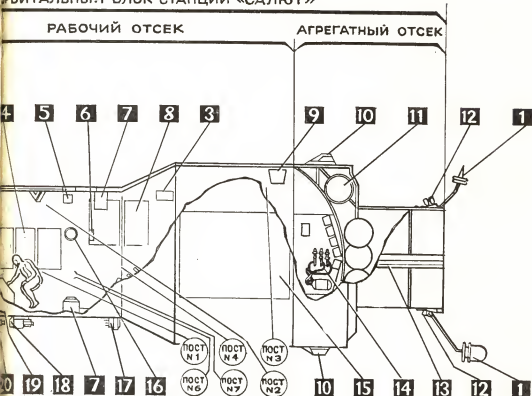 БЛОК СТАНЦИИ «САЛЮТ»
РАБОЧИЙ ОТСЕК
АГРЕГАТНЫЙ ОТСЕК
4 5 6 7 8 3 9 10 11 12 1
ПОСТ N1
ПОСТ N4
ПОСТ N3
ПОСТ N6
ПОСТ N7
ПОСТ N2
20 19 18 7 17 16 10 15 14 13 12 1